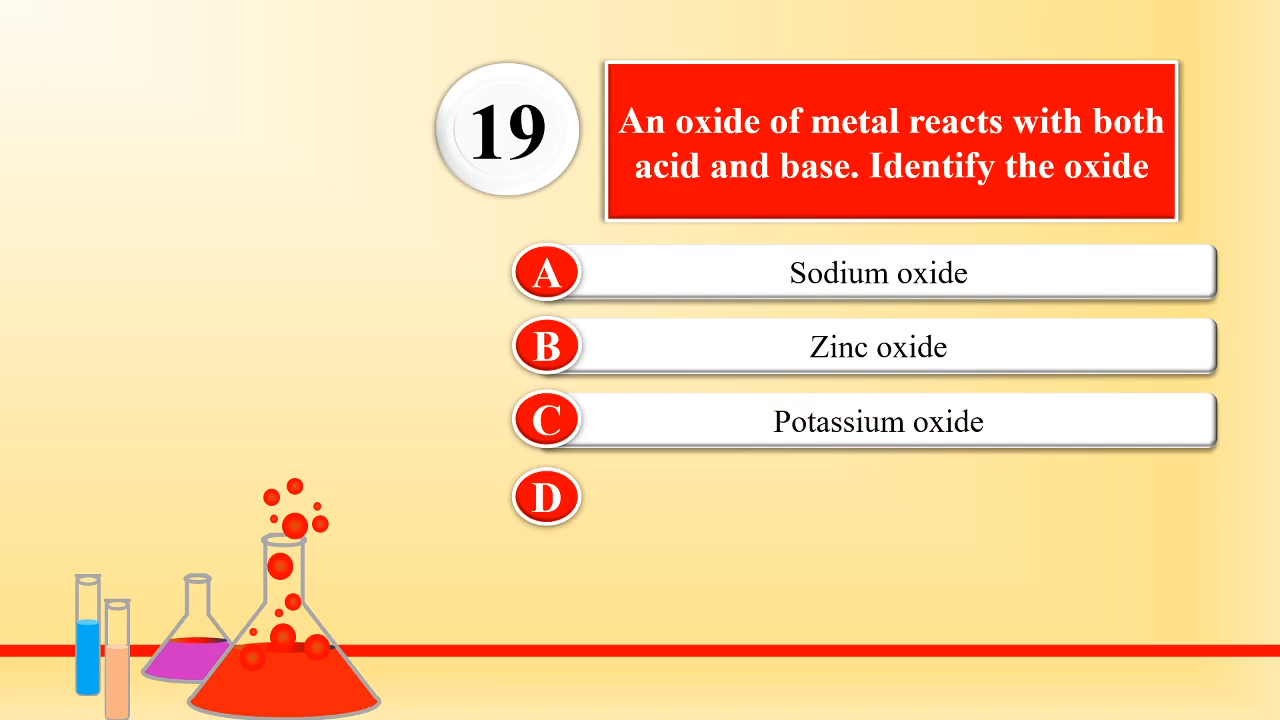 19
An oxide of metal reacts with both
acid and base. Identify the oxide
A
Sodium oxide
B
Zinc oxide
C
Potassium oxide
D